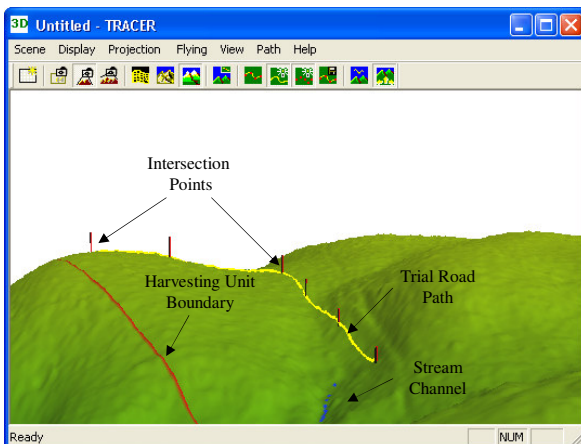 3D Untitled - TRACER
Scene Display Projection Flying View Path Help
Intersection
Points
Harvesting Unit
Boundary
Trial Road
Path
Stream
Channel
Ready
NUM